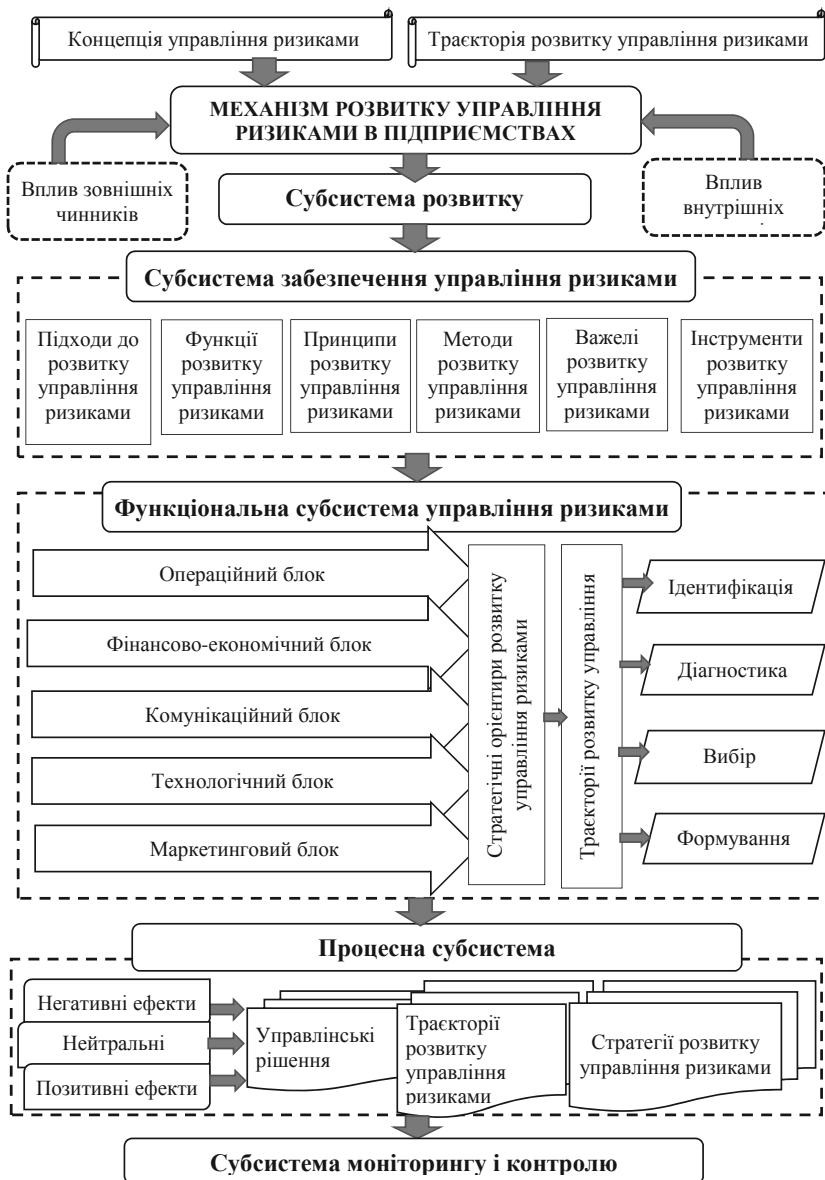 Концепція управління ризиками
Траєкторія розвитку управління ризиками
МЕХАНІЗМ РОЗВИТКУ УПРАВЛІННЯ
РИЗИКАМИ В ПІДПРИЄМСТВАХ
Вплив зовнішніх
чинників
Вплив
внутрішніх
Субсистема розвитку
Субсистема забезпечення управління ризиками
Підходи до
розвитку
управління
ризиками
Функції
розвитку
управління
ризиками
Принципи
розвитку
управління
ризиками
Методи
розвитку
управління
ризиками
Важелі
розвитку
управління
ризиками
Інструменти
розвитку
управління
ризиками
Функціональна субсистема управління ризиками
Операційний блок
Фінансово-економічний блок
Комунікаційний блок
Технологічний блок
Маркетинговий блок
Стратегічні орієнтири розвитку
управління ризиками
Траєкторії розвитку управління
Ідентифікація
Діагностика
Вибір
Формування
Процесна субсистема
Негативні ефекти
Нейтральні
Позитивні ефекти
Управлінські
рішення
Траєкторії
розвитку
управління
ризиками
Стратегії розвитку
управління ризиками
Субсистема моніторингу і контролю